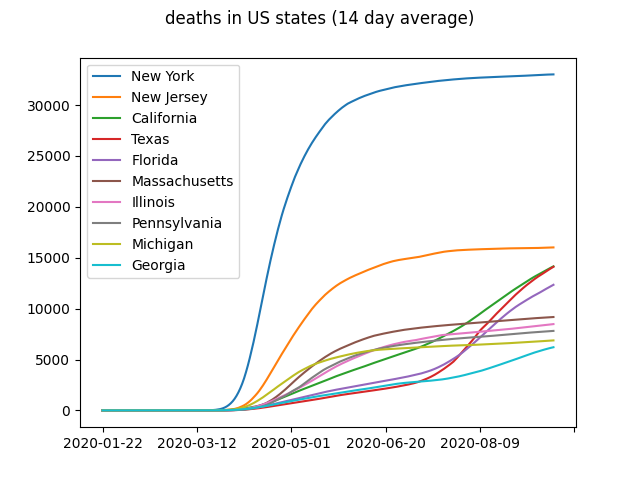 deaths in US states (14 day average)
New York
New Jersey
California
Texas
Florida
Massachusetts
Illinois
Pennsylvania
Michigan
Georgia
30000
25000
20000
15000
10000
5000
0
2020-01-22 2020-03-12 2020-05-01 2020-06-20 2020-08-09